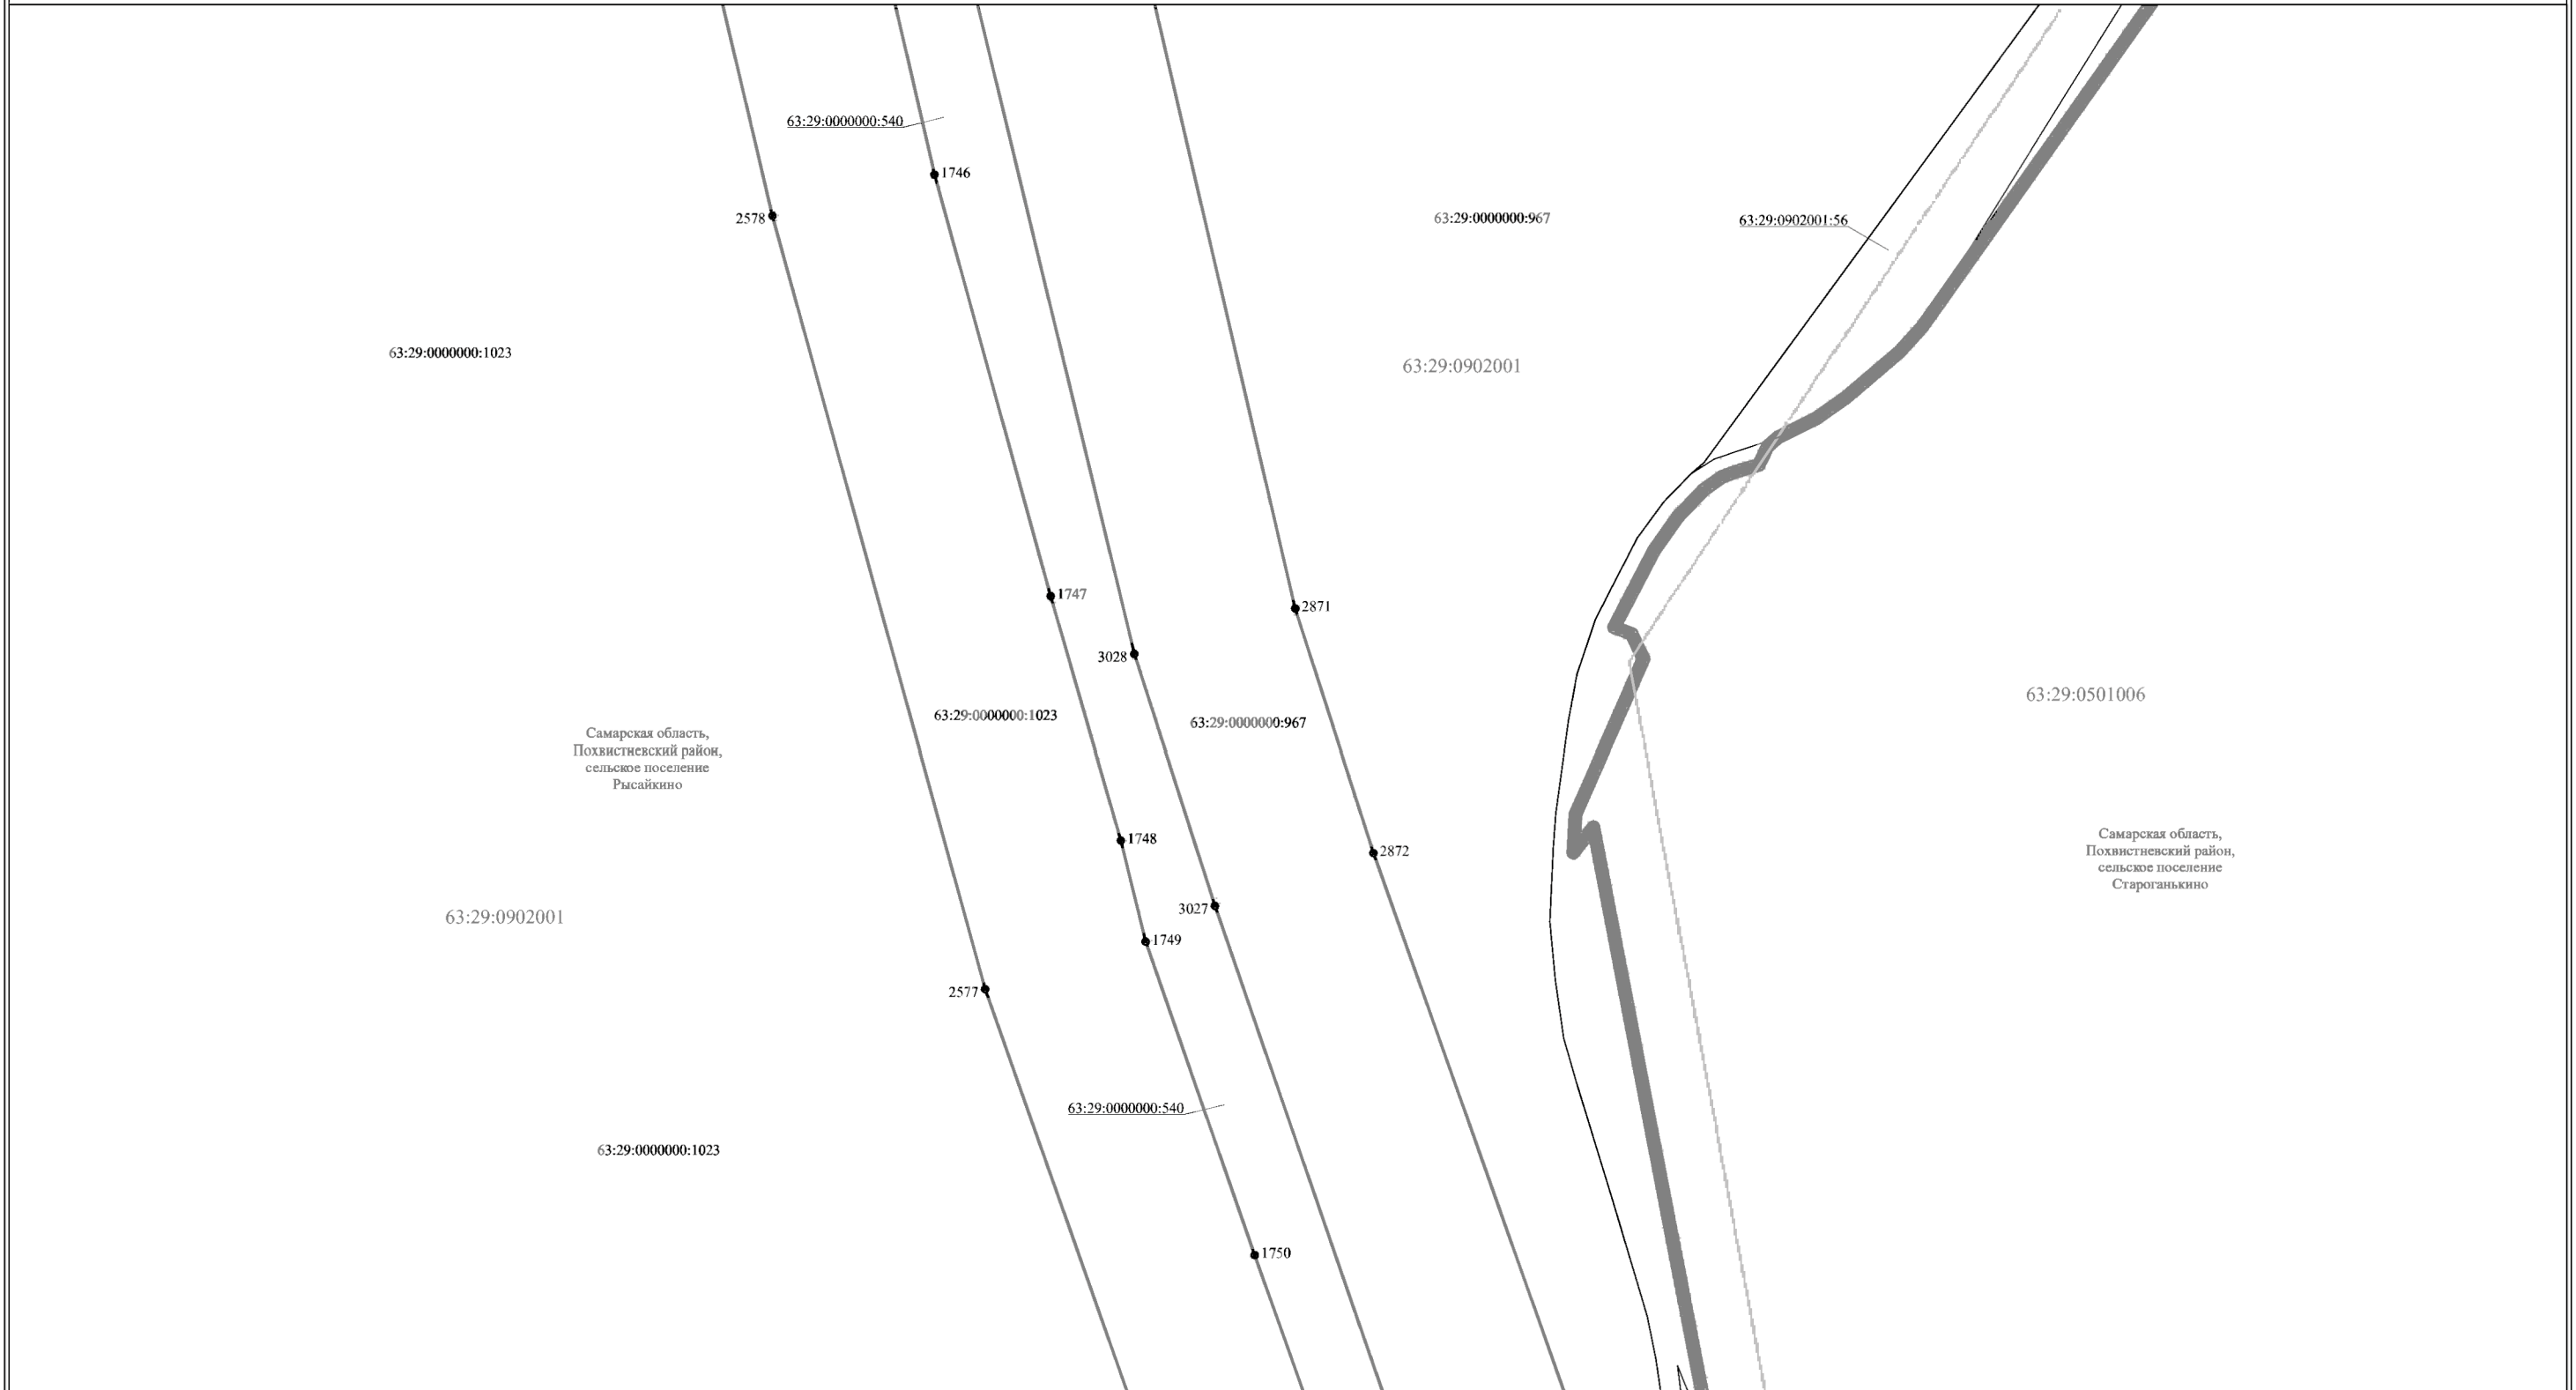 63:29:0000000:540
1746
2578
63:29:0000000:967
63:29:0902001:56
63:29:0000000:1023
63:29:0902001
1747
2871
3028
63:29:0501006
63:29:0000000:1023
63:29:0000000:967
Самарская область,
Похвистневский район,
сельское поселение
Рысайкино
1748
2872
Самарская область,
Похвистневский район,
сельское поселение
Староганькино
3027
63:29:0902001
1749
2577
63:29:0000000:540
63:29:0000000:1023
1750